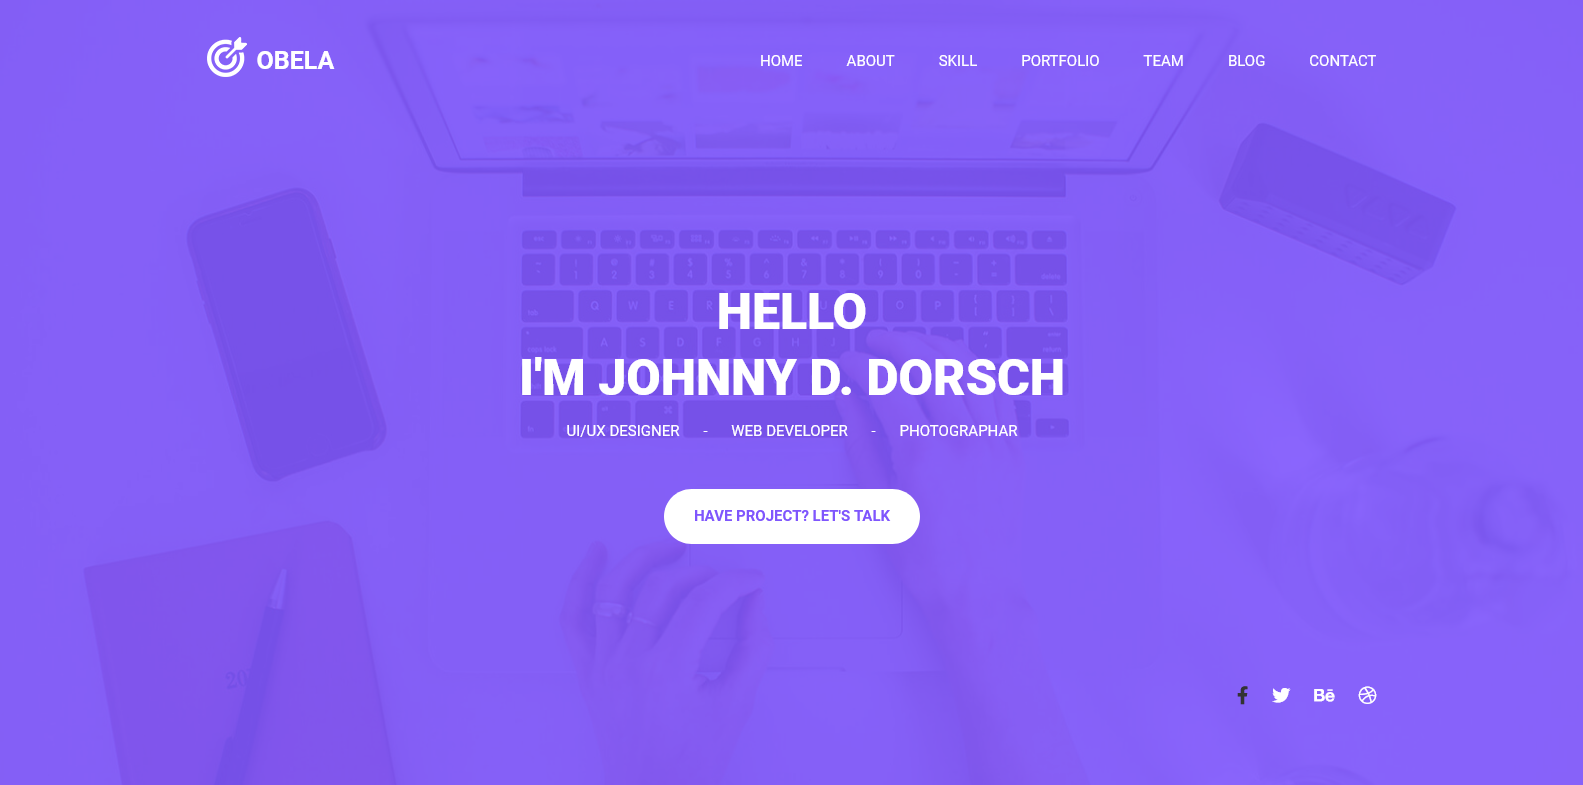 OBELA
HOME ABOUT SKILL PORTFOLIO TEAM BLOG CONTACT
HELLO
I'M JOHNNY D. DORSCH
UI/UX DESIGNER - WEB DEVELOPER - PHOTOGRAPHAR
HAVE PROJECT? LET'S TALK
Bē